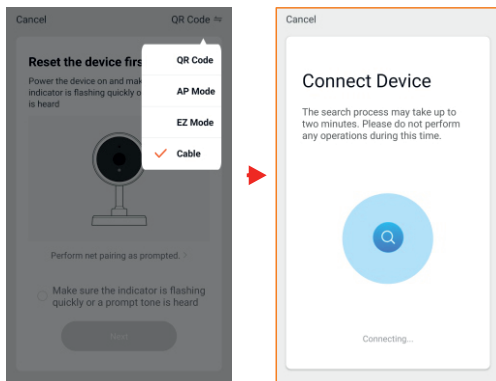 Cancel
QR Code
QR Code
AP Mode
EZ Mode
Cable
Reset the device firs
Power the device on and mak
indicator is flashing quickly o
is heard
Perform net pairing as prompted.
Make sure the indicator is flashing
quickly or a prompt tone is heard
Next
Cancel
Connect Device
The search process may take up to
two minutes. Please do not perform
any operations during this time.
Connecting...